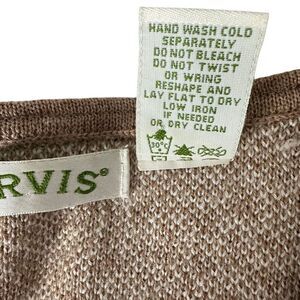 HAND WASH COLD
SEPARATELY
DO NOT BLEACH
DO NOT TWIST
OR WRING
RESHAPE AND
LAY FLAT TO DRY
LOW IRON
IF NEEDED
OR DRY CLEAN
30°C
RVIS®